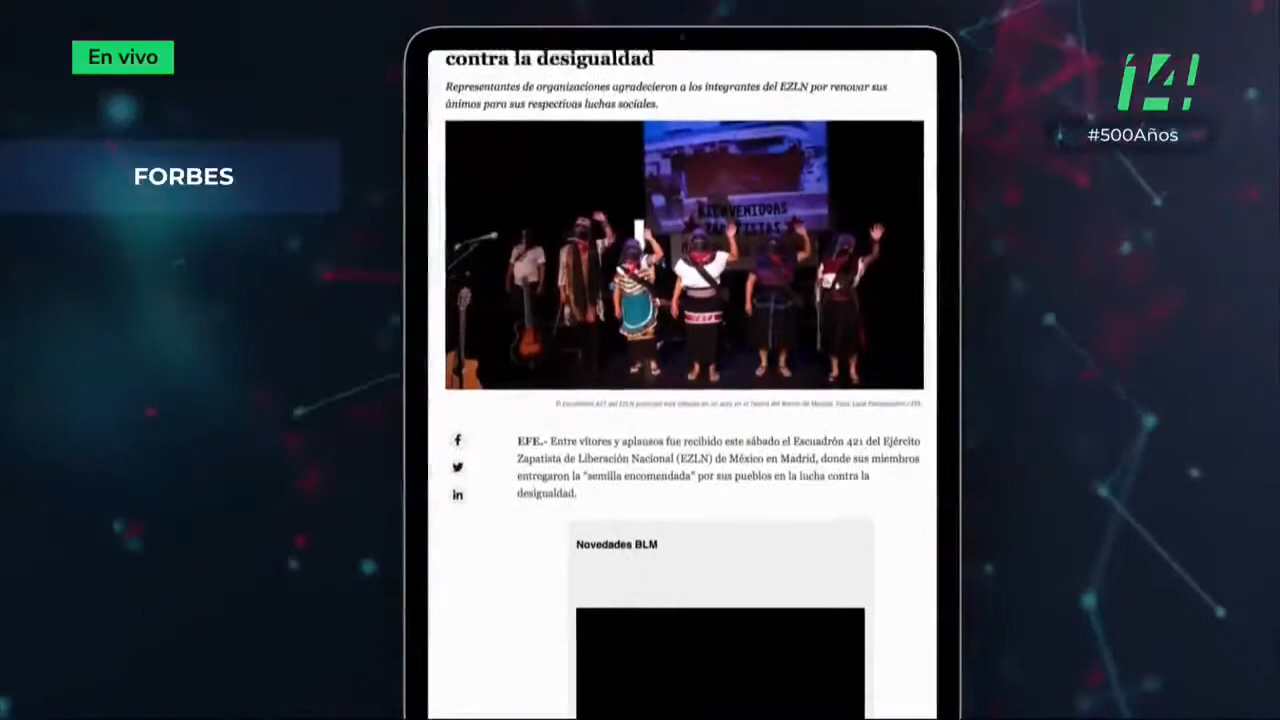 En vivo
FORBES
14!
#500Años
contra la desigualdad
Representantes de organizaciones agradecieron a los integrantes del EZLN por renovar sus
ánimos para sus respectivas luchas sociales.
BIENVENIDAS
ZAPATISTAS
EFE.- Entre vítores y aplausos fue recibido este sábado el Escuadrón 421 del Ejército
Zapatista de Liberación Nacional (EZLN) de México en Madrid, donde sus miembros
entregaron la "semilla encomendada" por sus pueblos en la lucha contra la
desigualdad.
Novedades BLM